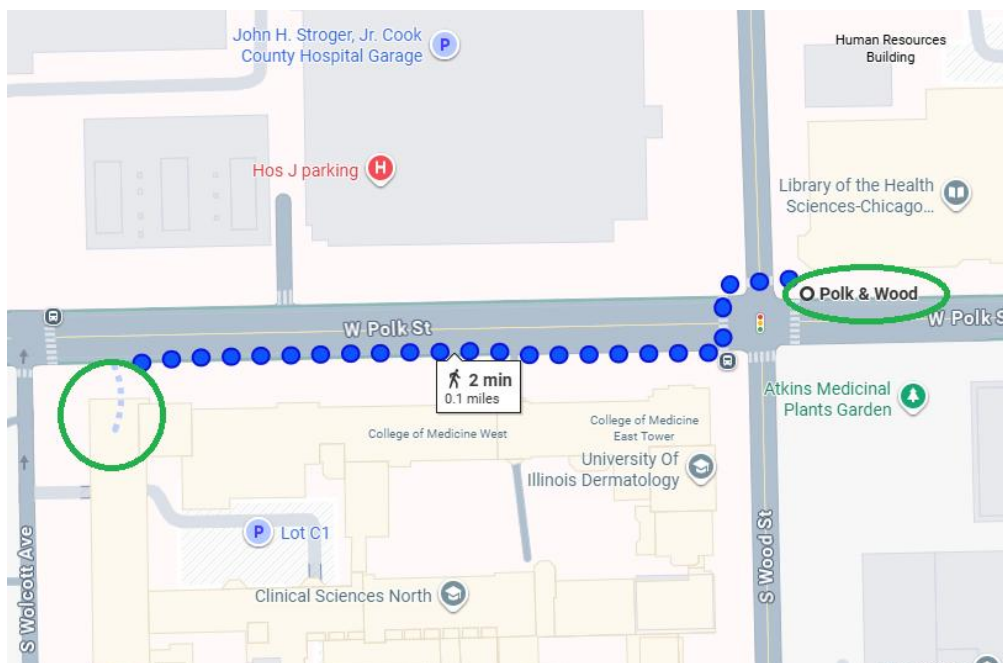 John H. Stroger, Jr. Cook
County Hospital Garage
P
Human Resources
Building
Hos J parking
H
Library of the Health
Sciences-Chicago...
Polk & Wood
W Polk St
W Polk S
2 min
0.1 miles
Atkins Medicinal
Plants Garden
College of Medicine West
College of Medicine
East Tower
University Of
Illinois Dermatology
P
Lot C1
Clinical Sciences North
S Wolcott Ave
S Wood St